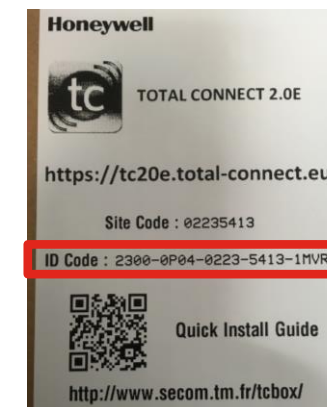 Honeywell
tc
TOTAL CONNECT 2.0E
https://tc20e.total-connect.eu
Site Code : 02235413
ID Code : 2300-0P04-0223-5413-1MVR
Quick Install Guide
http://www.secom.tm.fr/tcbox/